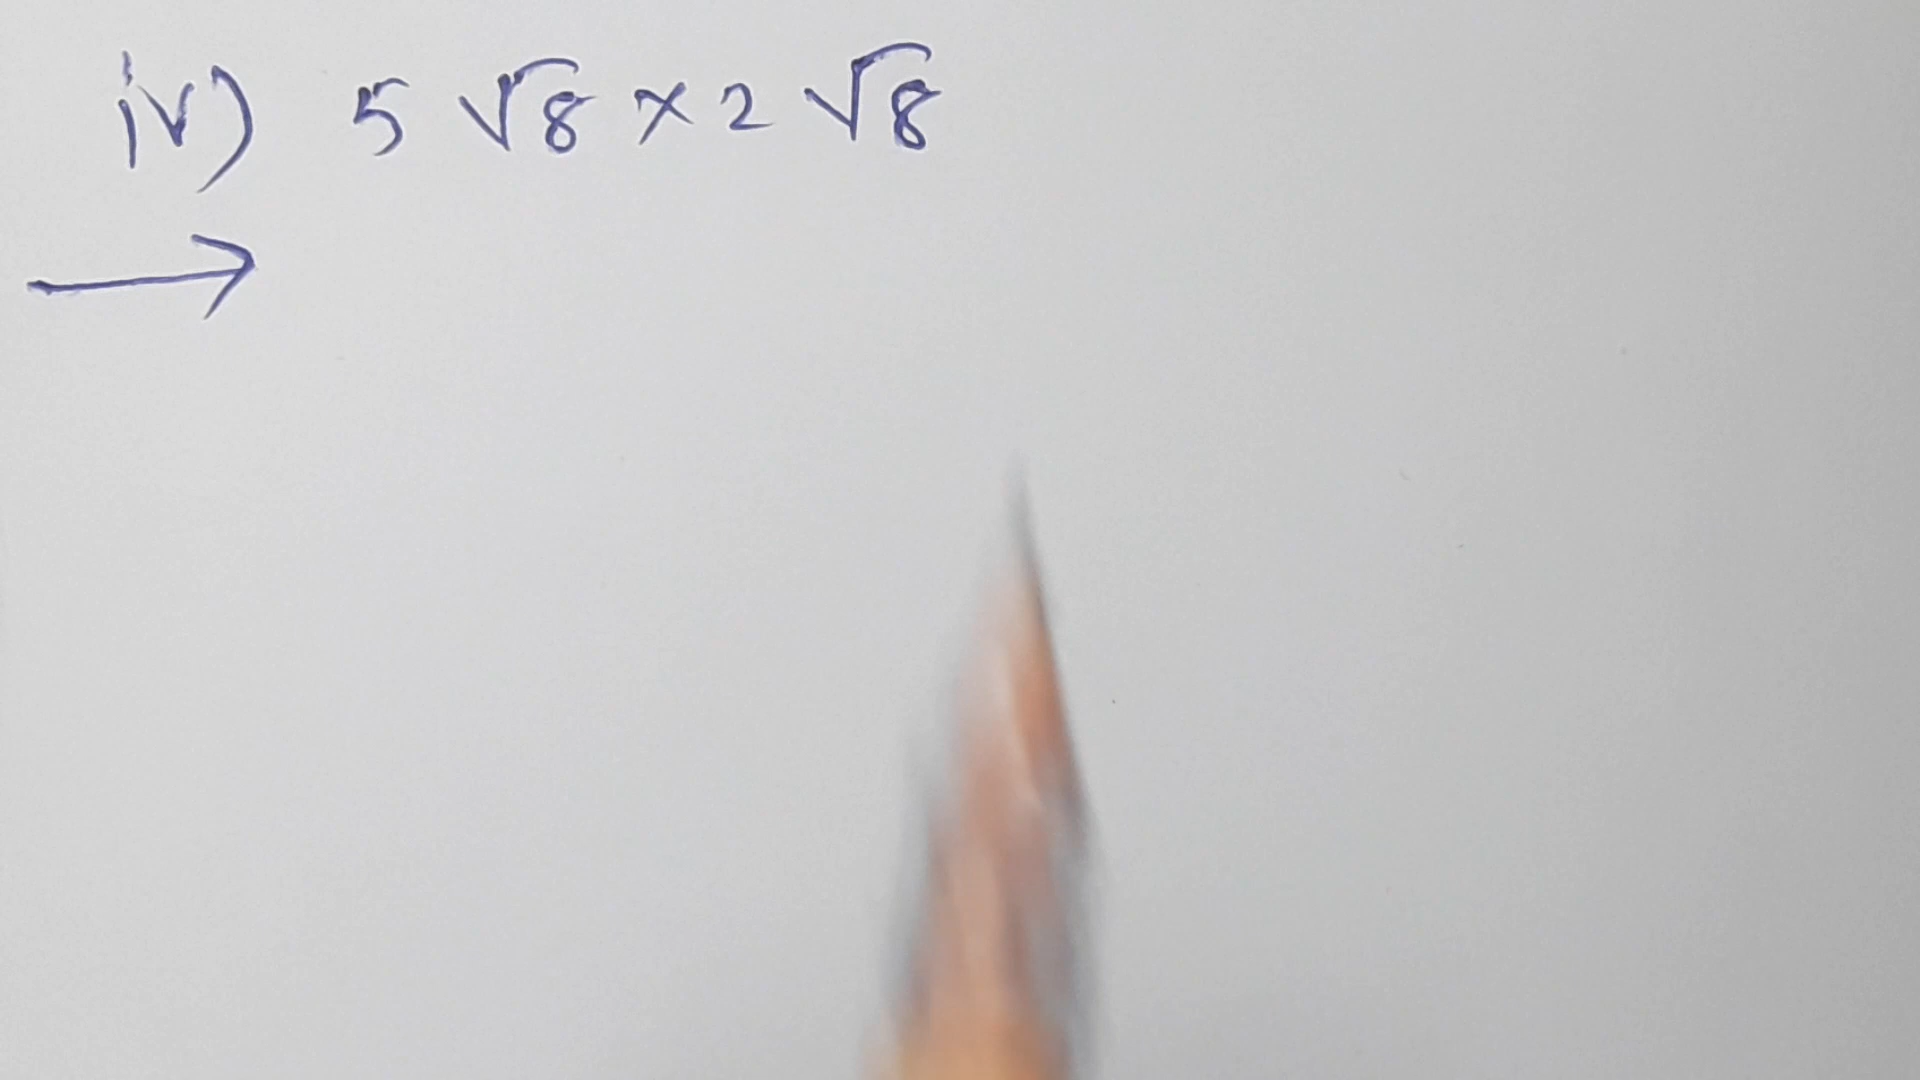 iv) 5 √8 × 2 √8
→